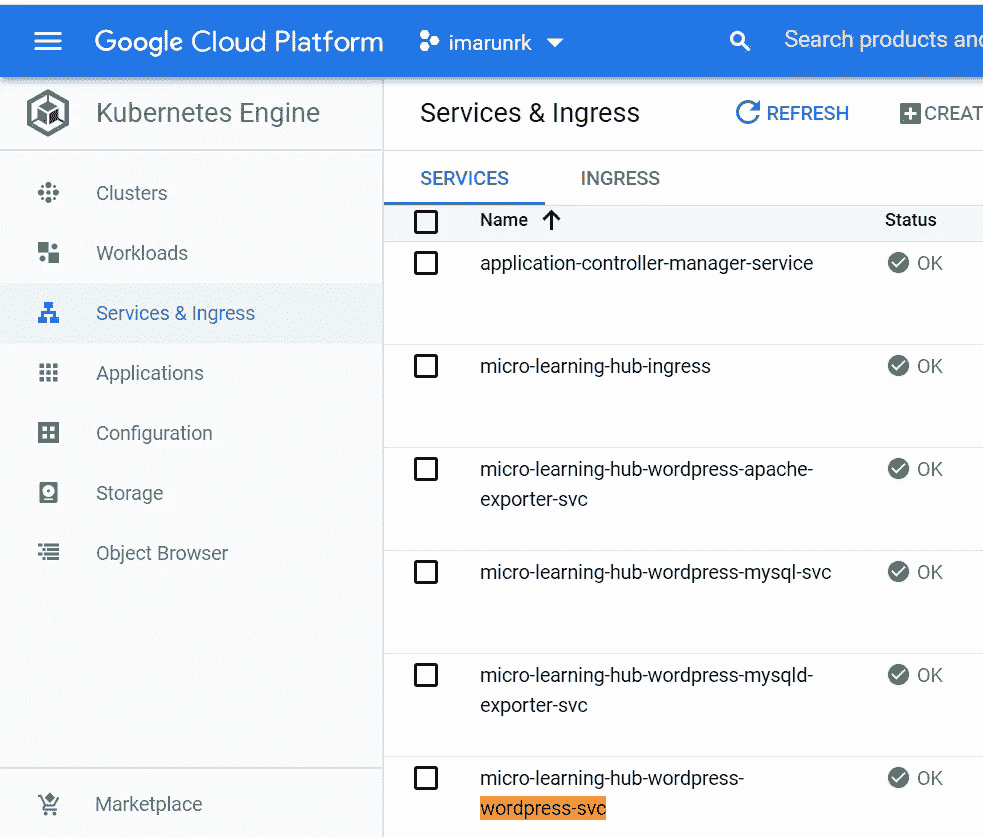 Google Cloud Platform imarunrk Search products and
Kubernetes Engine
Services & Ingress REFRESH CREAT
Clusters
Workloads
Services & Ingress
Applications
Configuration
Storage
Object Browser
Marketplace
SERVICES INGRESS
Name Status
application-controller-manager-service OK
micro-learning-hub-ingress OK
micro-learning-hub-wordpress-apache- OK
exporter-svc
micro-learning-hub-wordpress-mysql-svc OK
micro-learning-hub-wordpress-mysqld- OK
exporter-svc
micro-learning-hub-wordpress- OK
wordpress-svc